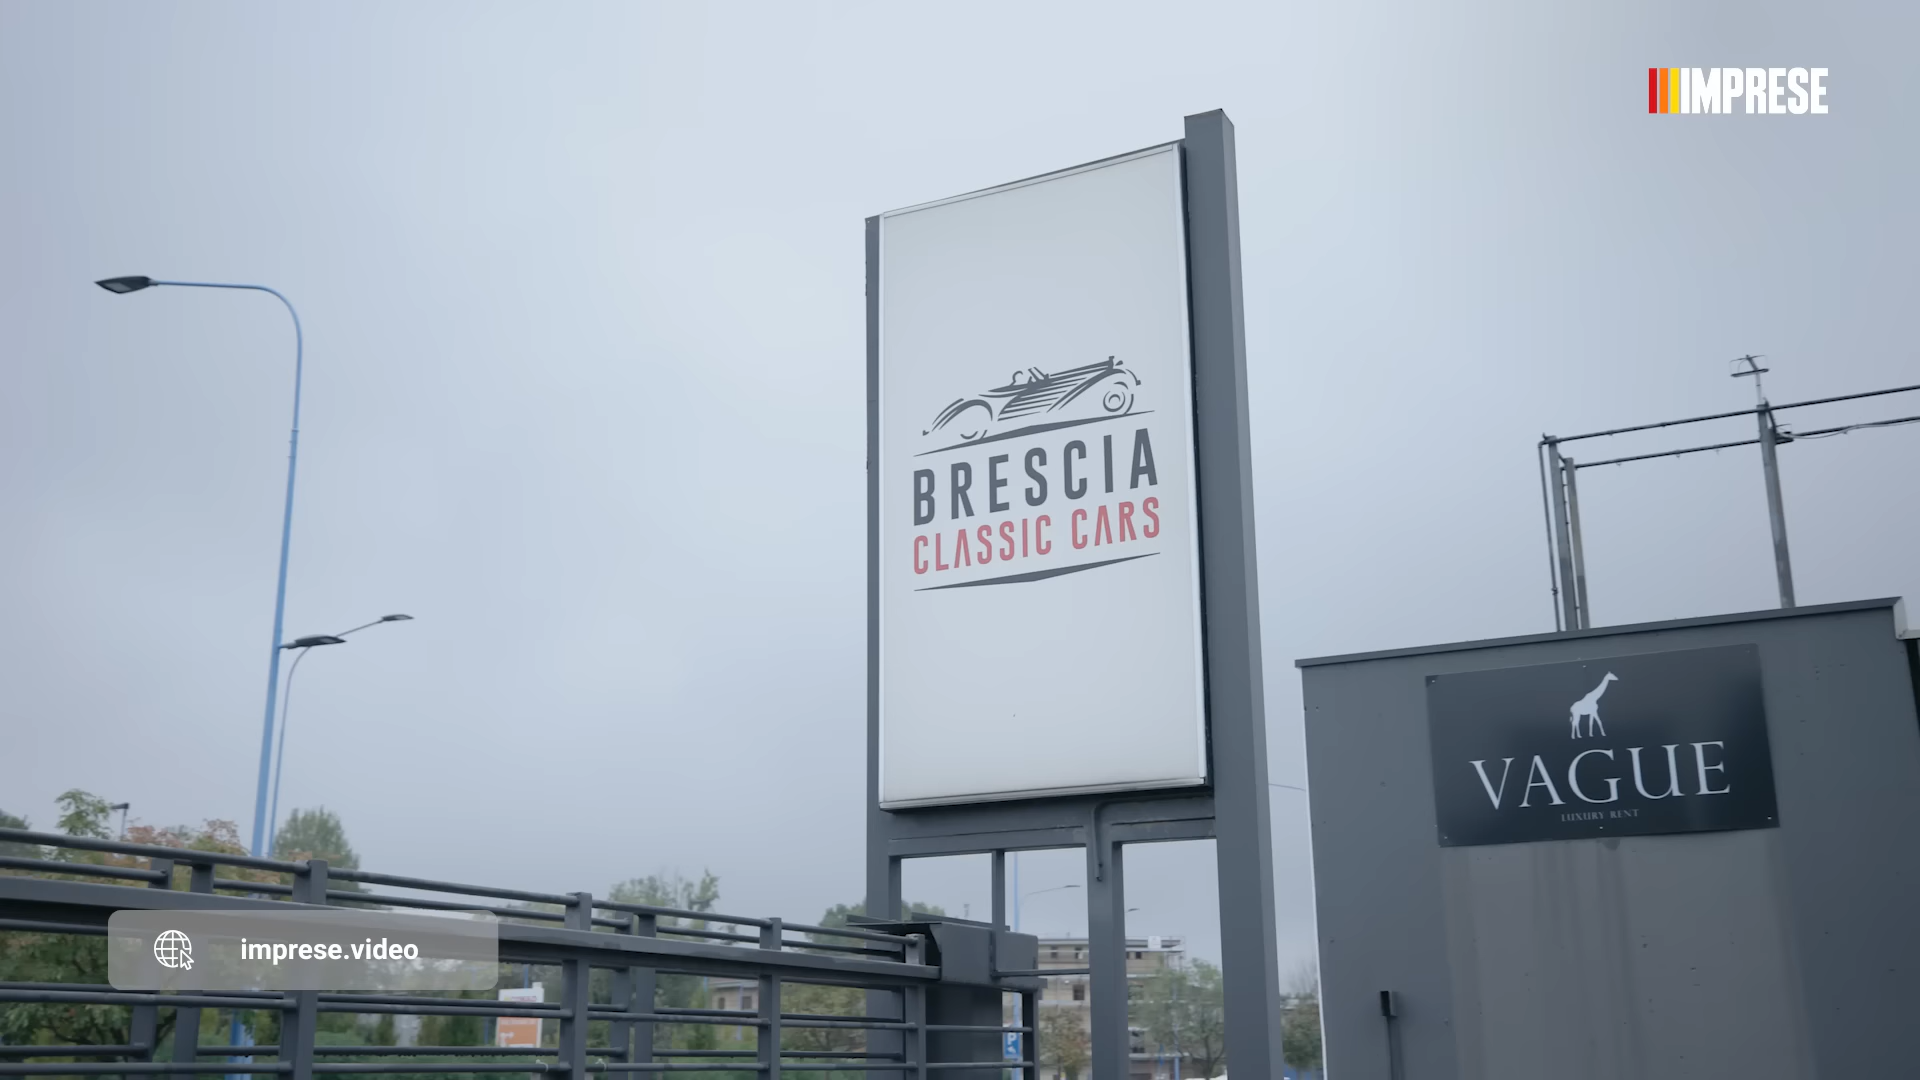 IMPRESE
BRESCIA
CLASSIC CARS
VAGUE
LUXURY RENT
imprese.video
P